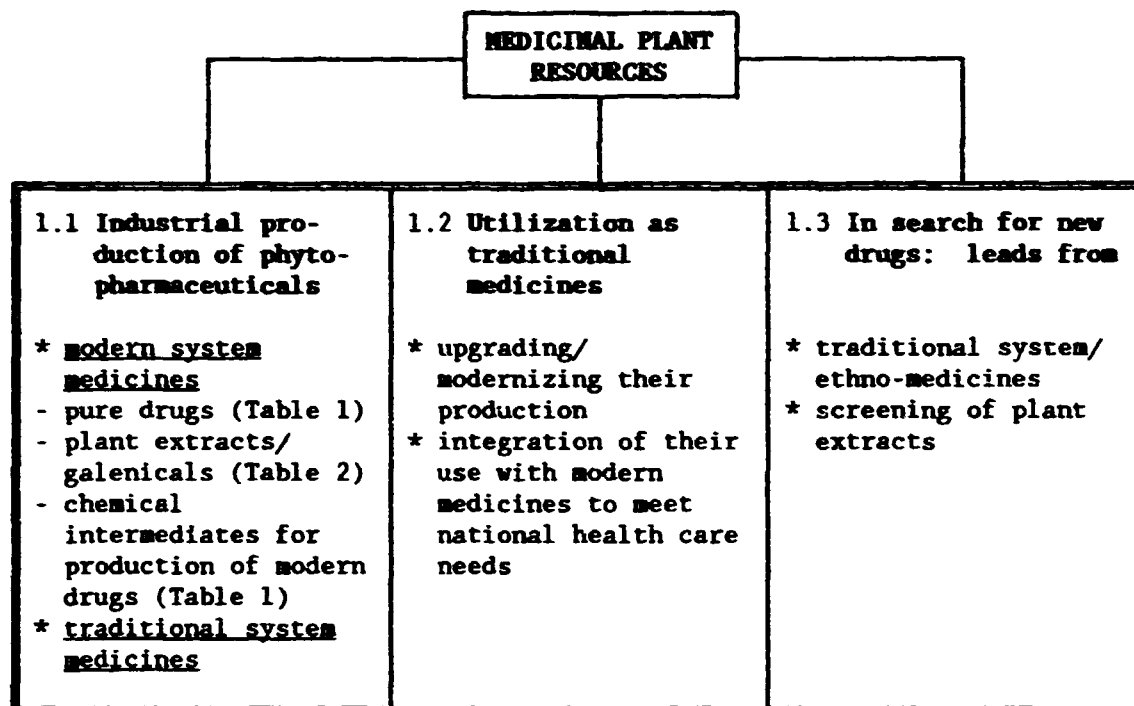 MEDICINAL PLANT
RESOURCES
1.1 Industrial pro-
duction of phyto-
pharmaceuticals
* modern system
medicines
- pure drugs (Table 1)
- plant extracts/
galenicals (Table 2)
- chemical
intermediates for
production of modern
drugs (Table 1)
* traditional system
medicines
1.2 Utilization as
traditional
medicines
* upgrading/
modernizing their
production
* integration of their
use with modern
medicines to meet
national health care
needs
1.3 In search for new
drugs: leads from
* traditional system/
ethno-medicines
* screening of plant
extracts